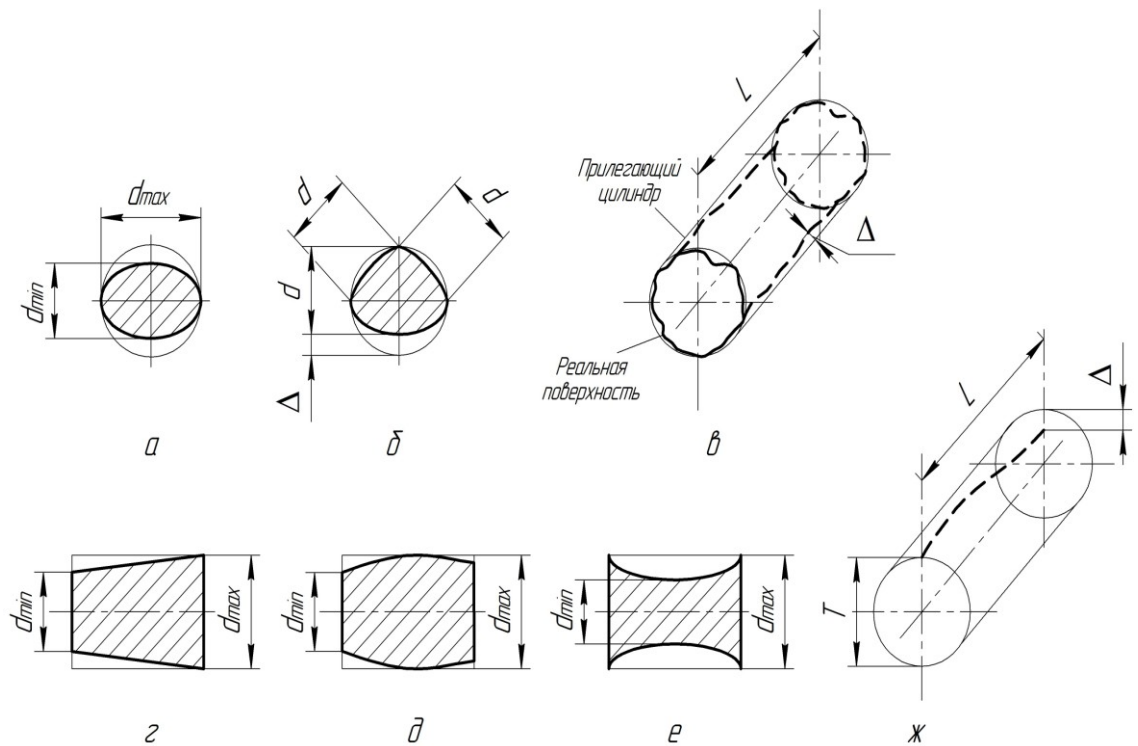 dmax
dmin
а
d
d
d
Δ
б
L
Прилегающий
цилиндр
Δ
Реальная
поверхность
в
dmin
dmax
г
dmin
dmax
д
dmin
dmax
е
L
Δ
T
ж